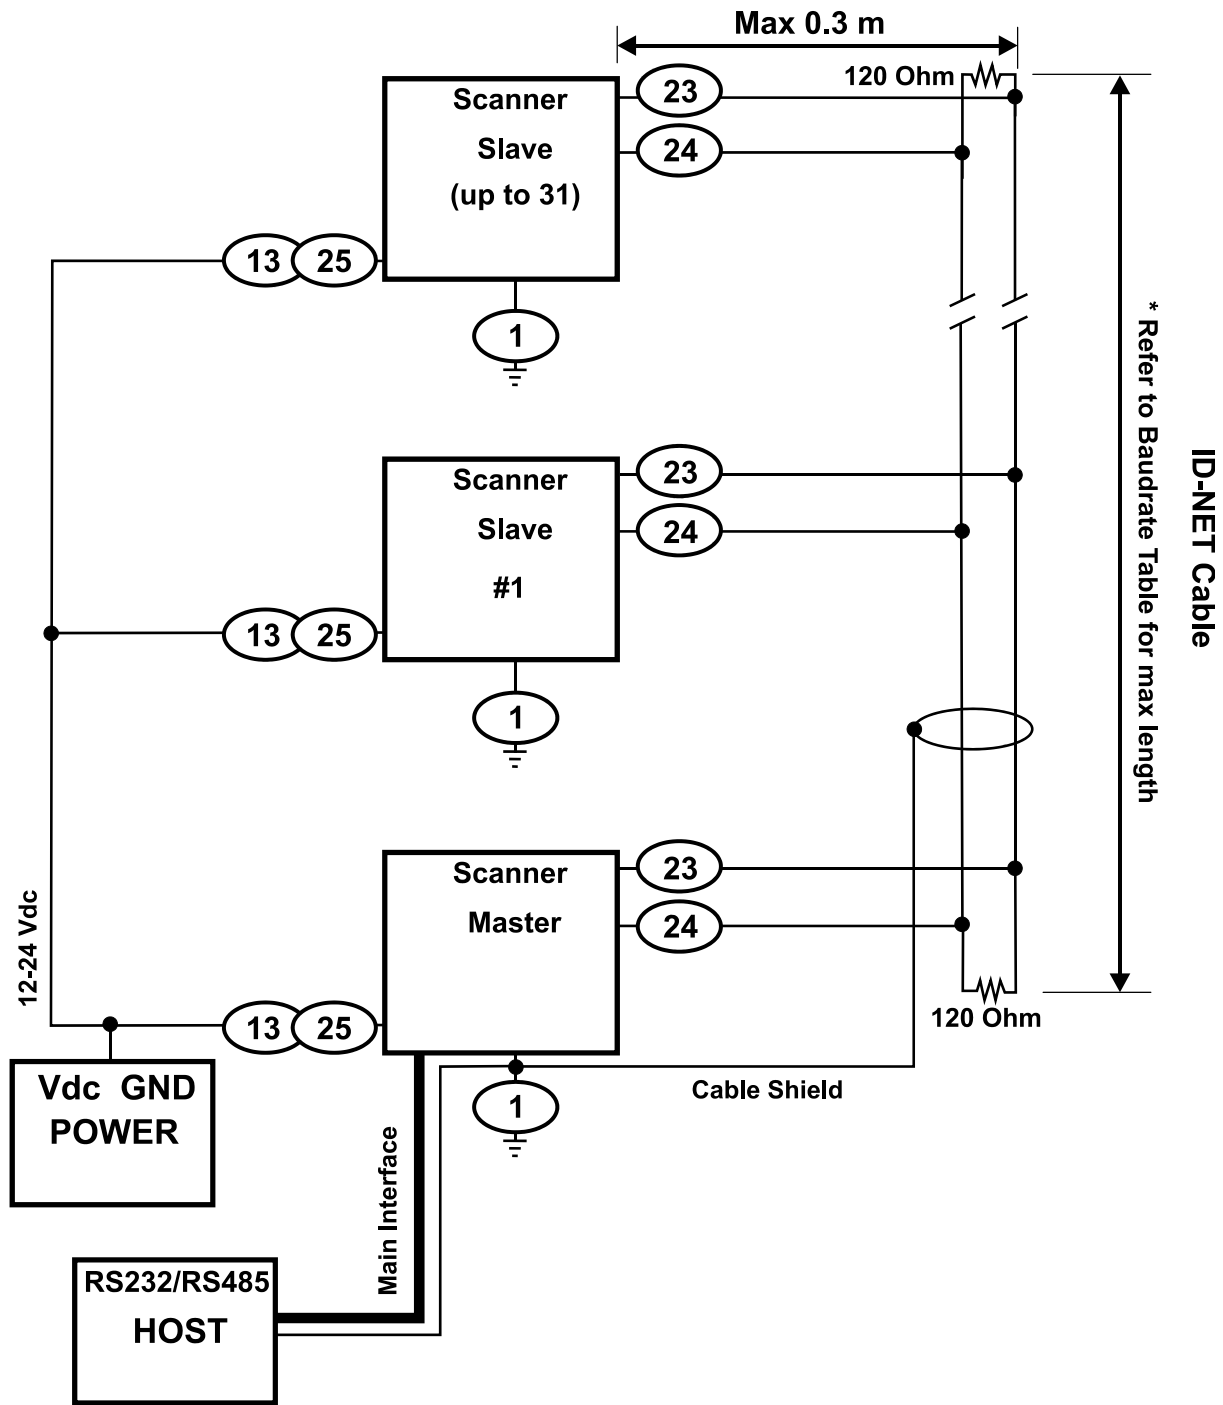 Max 0.3 m
120 Ohm
Scanner
Slave
(up to 31)
23
24
13
25
1
Scanner
Slave
#1
23
24
13
25
1
Scanner
Master
23
24
13
25
1
12-24 Vdc
Vdc GND
POWER
120 Ohm
Cable Shield
Main Interface
RS232/RS485
HOST
* Refer to Baudrate Table for max length
ID-NET Cable